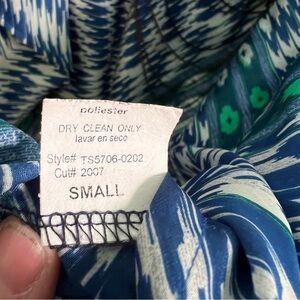 poliester
DRY CLEAN ONLY
lavar en seco
Style# TS5706-0202
Cut# 2007
SMALL